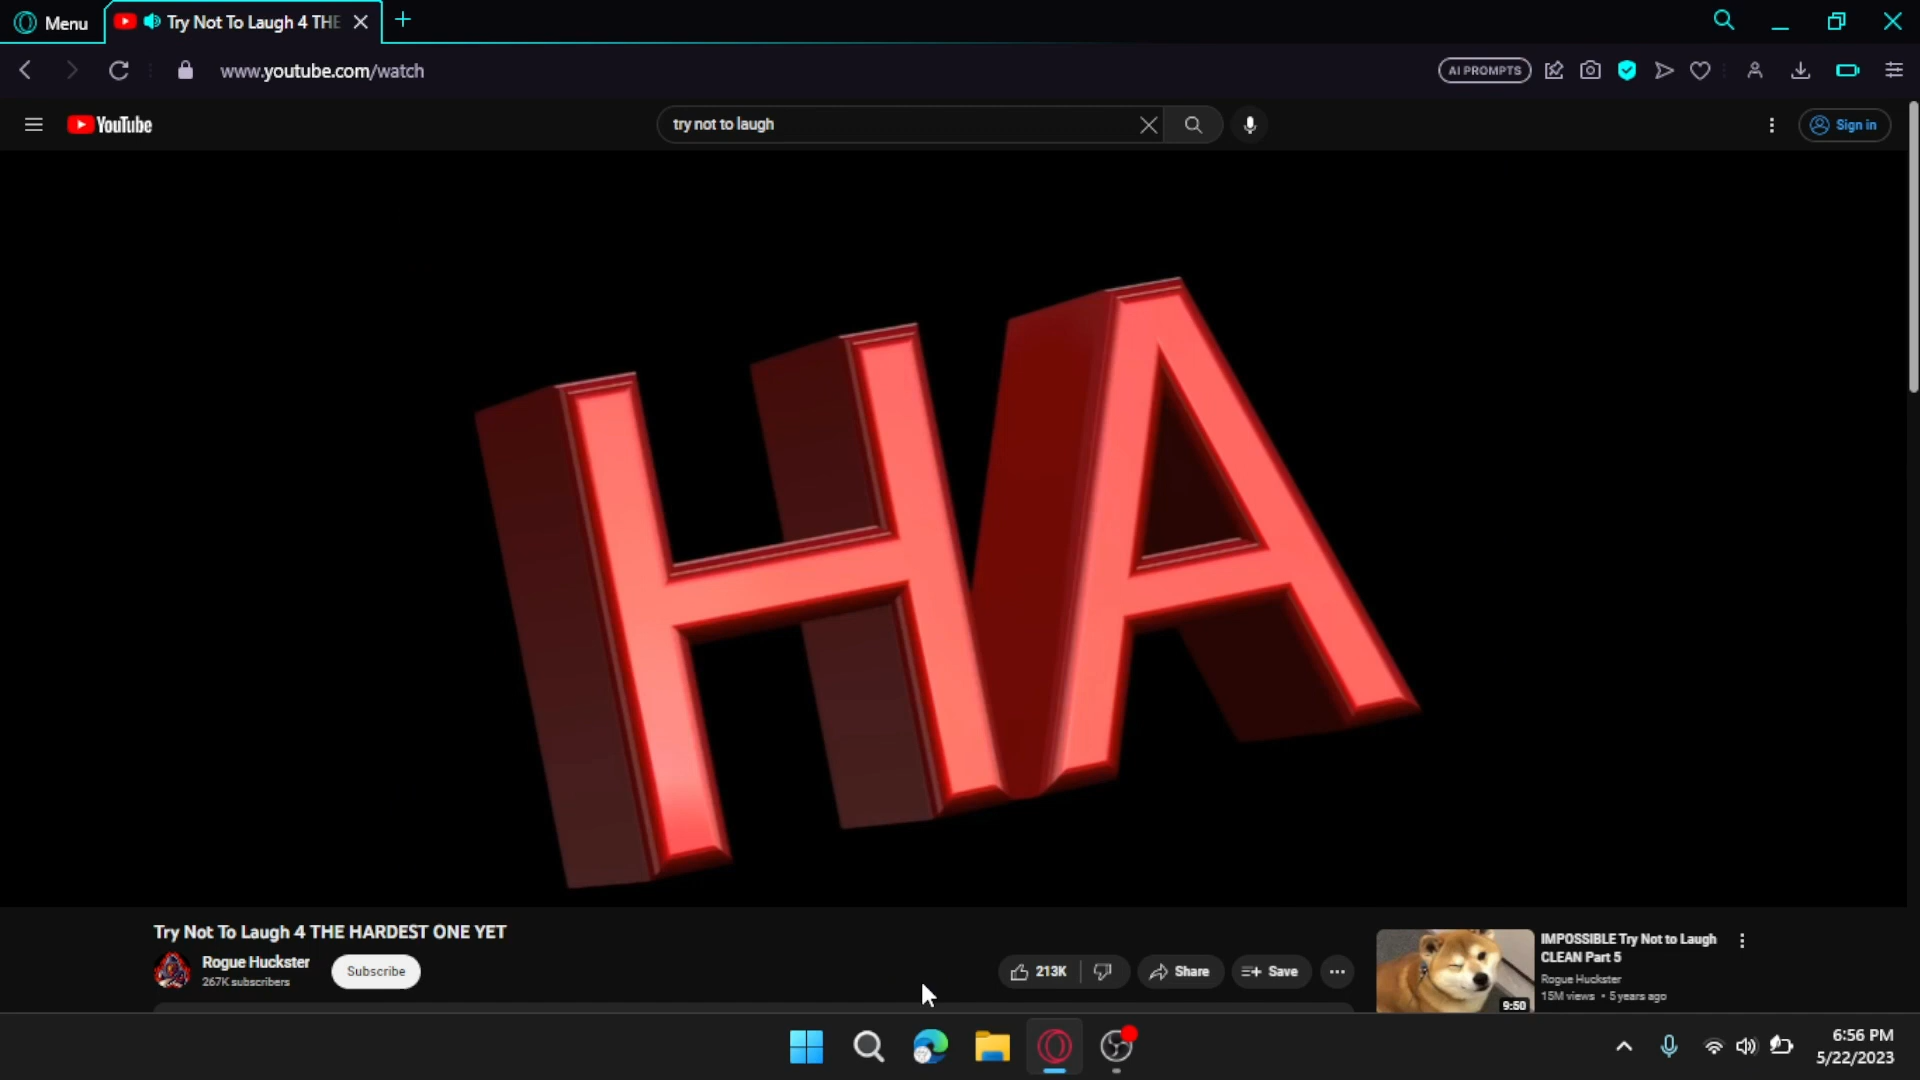 Menu
Try Not To Laugh 4 THE
www.youtube.com/watch
AI PROMPTS
YouTube
try not to laugh
Sign in
HA
Try Not To Laugh 4 THE HARDEST ONE YET
Rogue Huckster
267K subscribers
Subscribe
213K
Share
Save
IMPOSSIBLE Try Not to Laugh
CLEAN Part 5
Rogue Huckster
15M views • 5 years ago
9:50
6:56 PM
5/22/2023